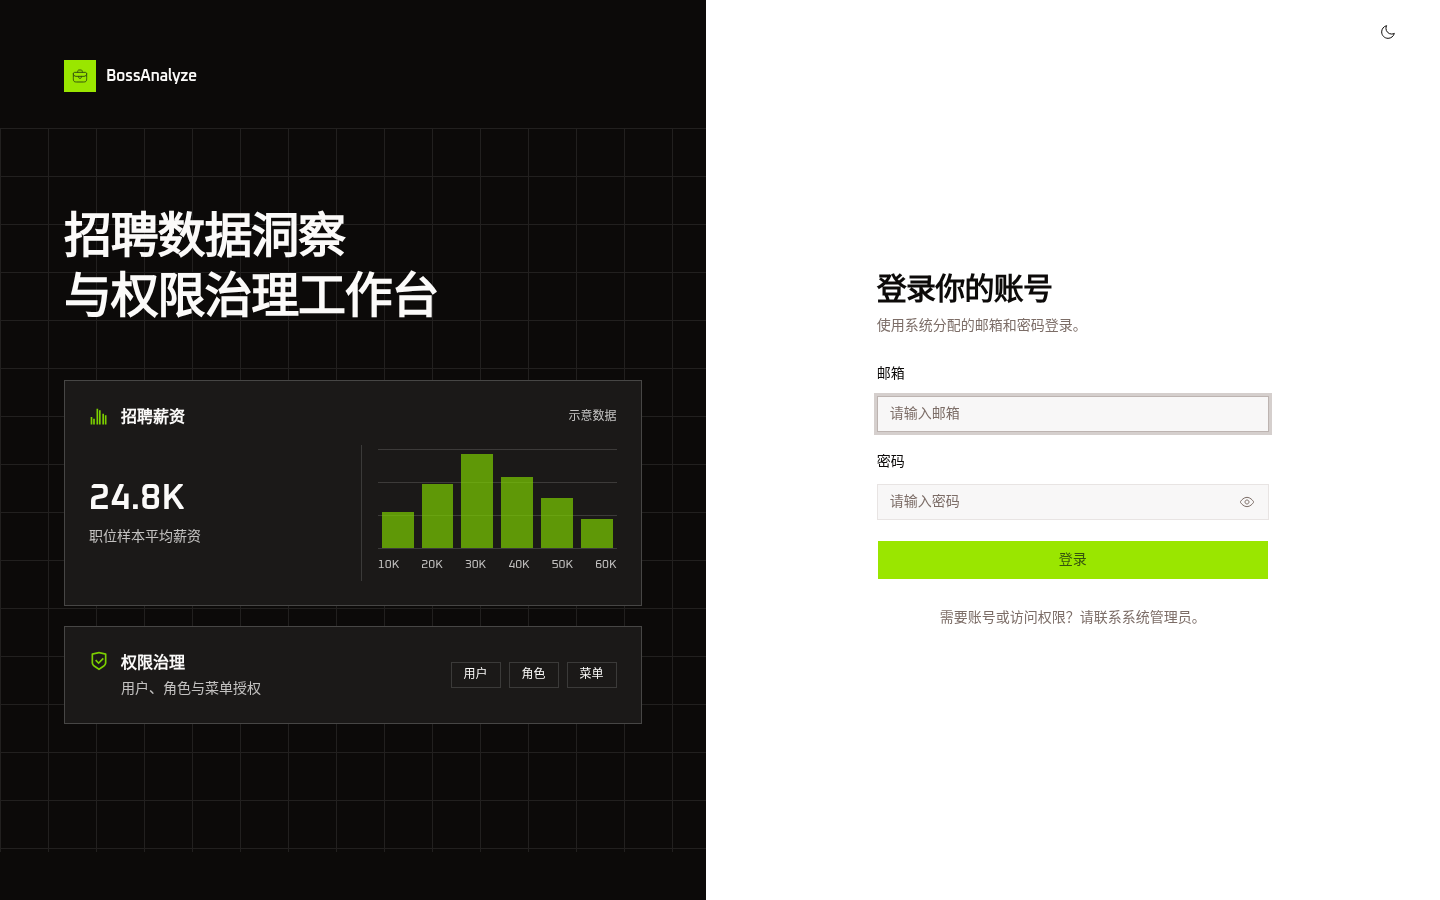 BossAnalyze
招聘数据洞察
与权限治理工作台
招聘薪资
示意数据
24.8K
职位样本平均薪资
10K 20K 30K 40K 50K 60K
权限治理
用户、角色与菜单授权
用户 角色 菜单
登录你的账号
使用系统分配的邮箱和密码登录。
邮箱
请输入邮箱
密码
请输入密码
登录
需要账号或访问权限？请联系系统管理员。